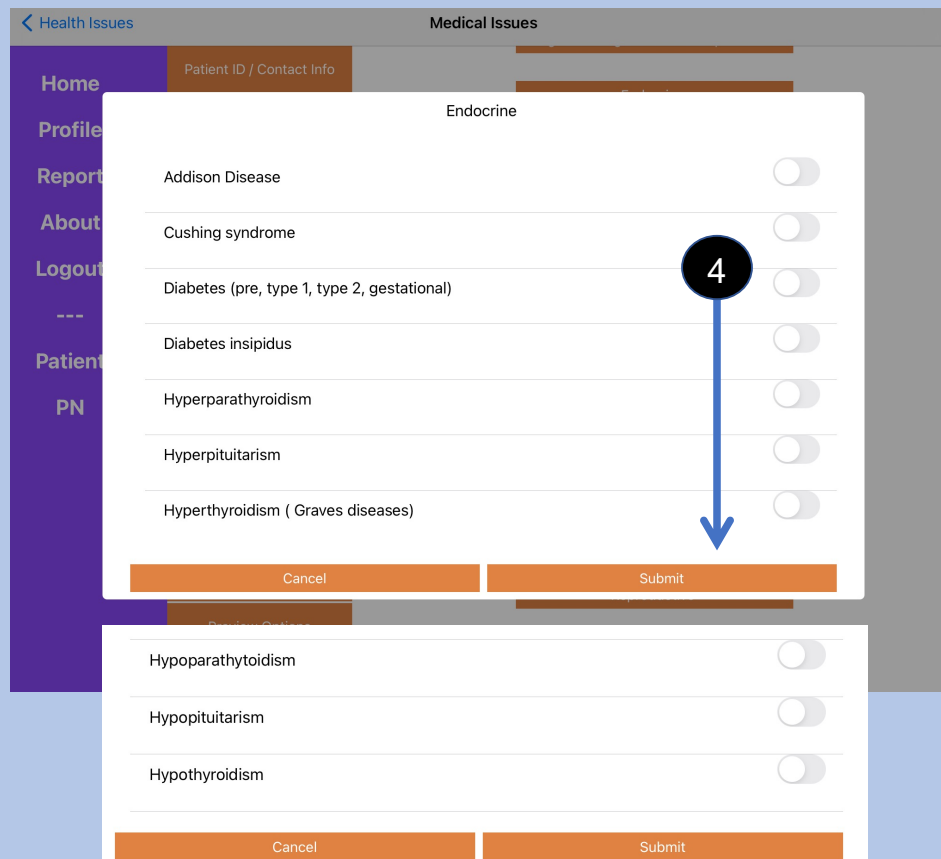 Health Issues
Medical Issues
Patient ID / Contact Info
Home
Profile
Report
About
Logout
---
Patient
PN
Endocrine
Addison Disease
Cushing syndrome
4
Diabetes (pre, type 1, type 2, gestational)
Diabetes insipidus
Hyperparathyroidism
Hyperpituitarism
Hyperthyroidism ( Graves diseases)
Cancel
Submit
Hypoparathytoidism
Hypopituitarism
Hypothyroidism
Cancel
Submit